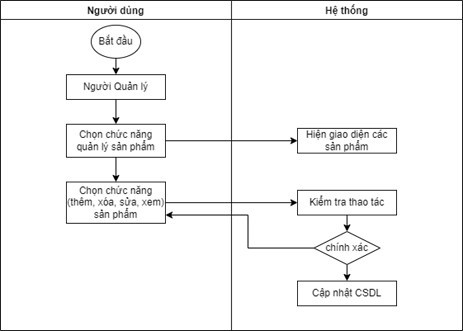 Người dùng
Hệ thống
Bắt đầu
Người Quản lý
Chọn chức năng
quản lý sản phẩm
Hiện giao diện các
sản phẩm
Chọn chức năng
(thêm, xóa, sửa, xem)
sản phẩm
Kiểm tra thao tác
chính xác
Cập nhật CSDL